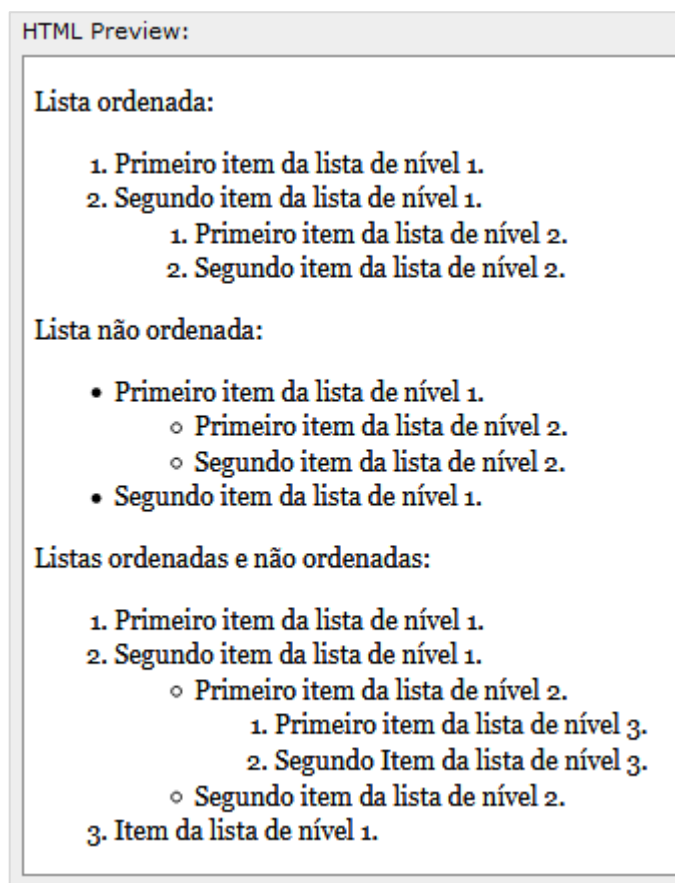 HTML Preview:
Lista ordenada:
1. Primeiro item da lista de nível 1.
2. Segundo item da lista de nível 1.
1. Primeiro item da lista de nível 2.
2. Segundo item da lista de nível 2.
Lista não ordenada:
• Primeiro item da lista de nível 1.
◦ Primeiro item da lista de nível 2.
◦ Segundo item da lista de nível 2.
• Segundo item da lista de nível 1.
Listas ordenadas e não ordenadas:
1. Primeiro item da lista de nível 1.
2. Segundo item da lista de nível 1.
◦ Primeiro item da lista de nível 2.
1. Primeiro item da lista de nível 3.
2. Segundo Item da lista de nível 3.
◦ Segundo item da lista de nível 2.
3. Item da lista de nível 1.